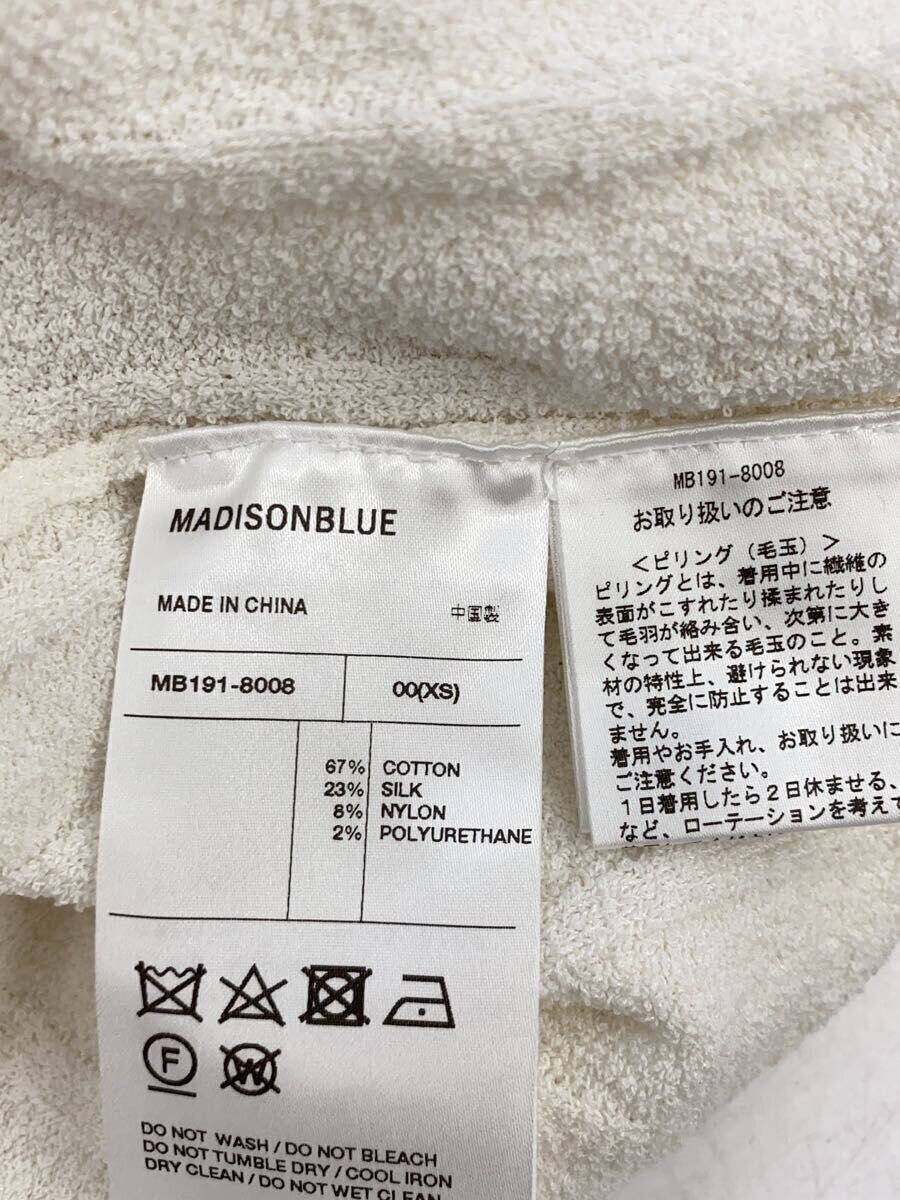 MADISONBLUE
MADE IN CHINA 中国製
MB191-8008 00(XS)
67% COTTON
23% SILK
8% NYLON
2% POLYURETHANE
F
W
DO NOT WASH / DO NOT BLEACH
DO NOT TUMBLE DRY / COOL IRON
DRY CLEAN / DO NOT WET CLEAN
MB191-8008
お取り扱いのご注意
＜ピリング（毛玉）＞
ピリングとは、着用中に繊維の
表面がこすれたり揉まれたりし
て毛羽が絡み合い、次第に大き
くなって出来る毛玉のこと。素
材の特性上、避けられない現象
で、完全に防止することは出来
ません。
着用やお手入れ、お取り扱いに
ご注意ください。
１日着用したら２日休ませる、
など、ローテーションを考えて